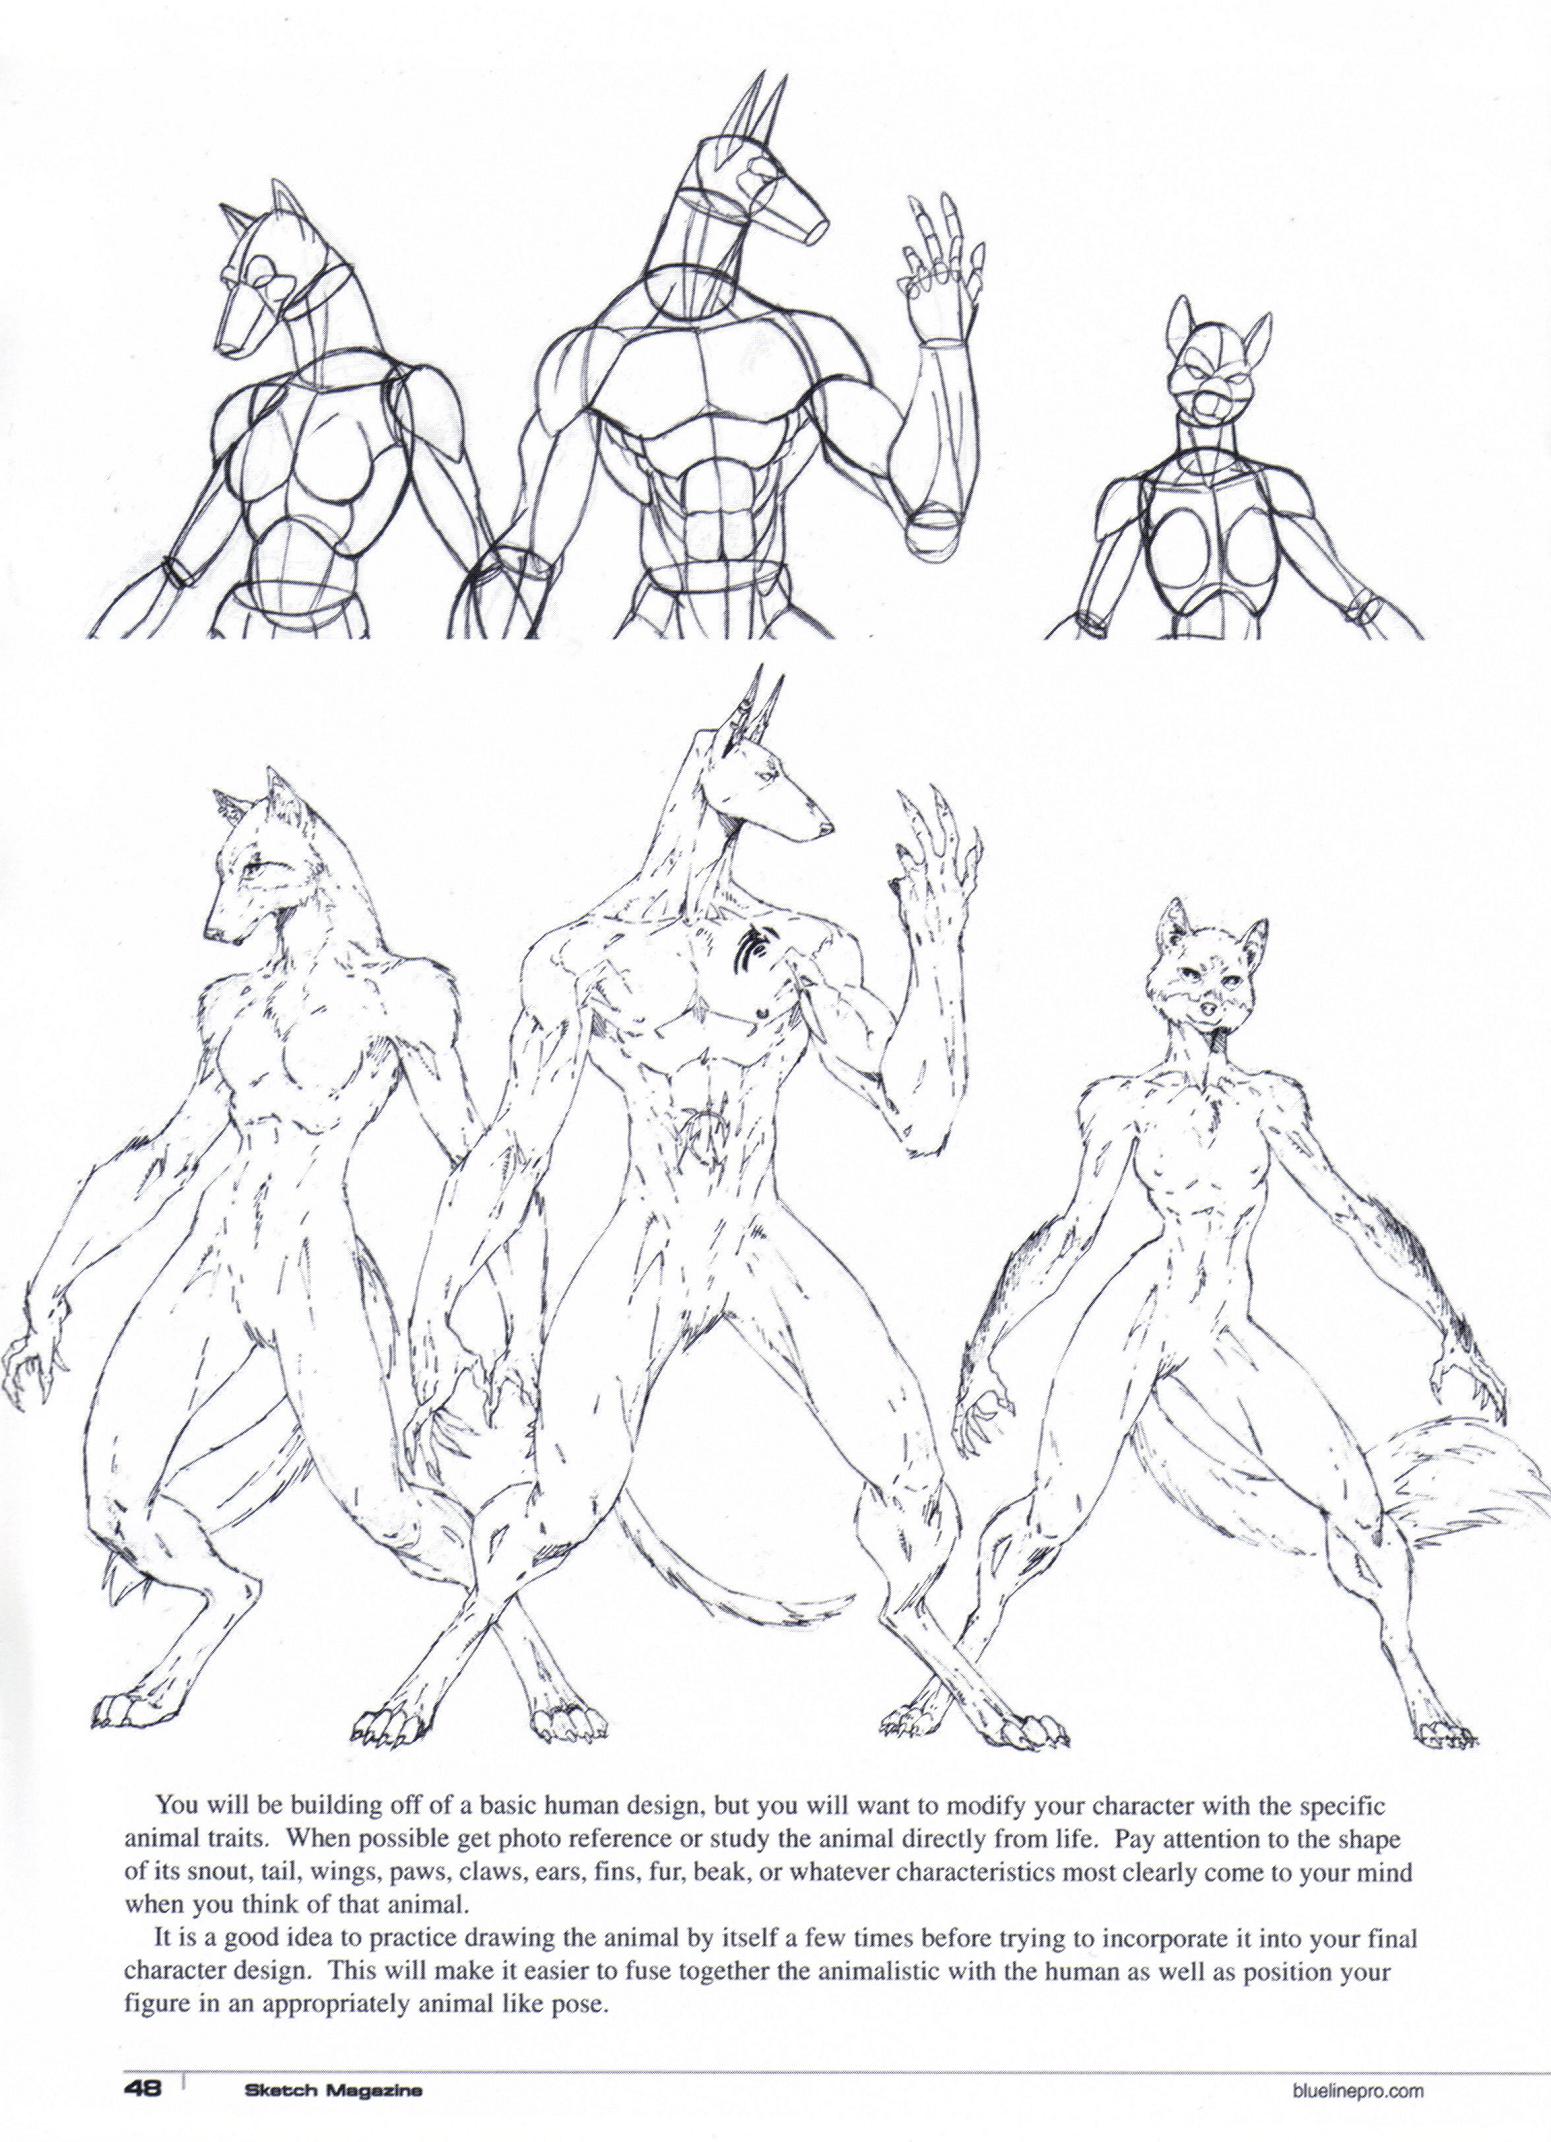 You will be building off of a basic human design, but you will want to modify your character with the specific
animal traits.  When possible get photo reference or study the animal directly from life.  Pay attention to the shape
of its snout, tail, wings, paws, claws, ears, fins, fur, beak, or whatever characteristics most clearly come to your mind
when you think of that animal.
It is a good idea to practice drawing the animal by itself a few times before trying to incorporate it into your final
character design.  This will make it easier to fuse together the animalistic with the human as well as position your
figure in an appropriately animal like pose.
48 Sketch Magazine bluelinepro.com